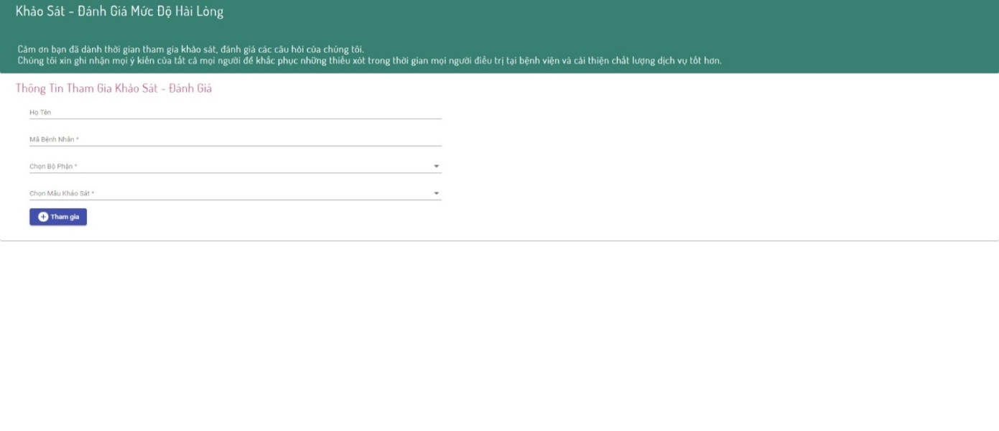 Khảo Sát - Đánh Giá Mức Độ Hài Lòng
Cảm ơn bạn đã dành thời gian tham gia khảo sát, đánh giá các câu hỏi của chúng tôi.
Chúng tôi xin ghi nhận mọi ý kiến của tất cả mọi người để khắc phục những thiếu xót trong thời gian mọi người điều trị tại bệnh viện và cải thiện chất lượng dịch vụ tốt hơn.
Thông Tin Tham Gia Khảo Sát - Đánh Giá
Họ Tên
Mã Bệnh Nhân *
Chọn Bộ Phận *
Chọn Mẫu Khảo Sát *
Tham gia